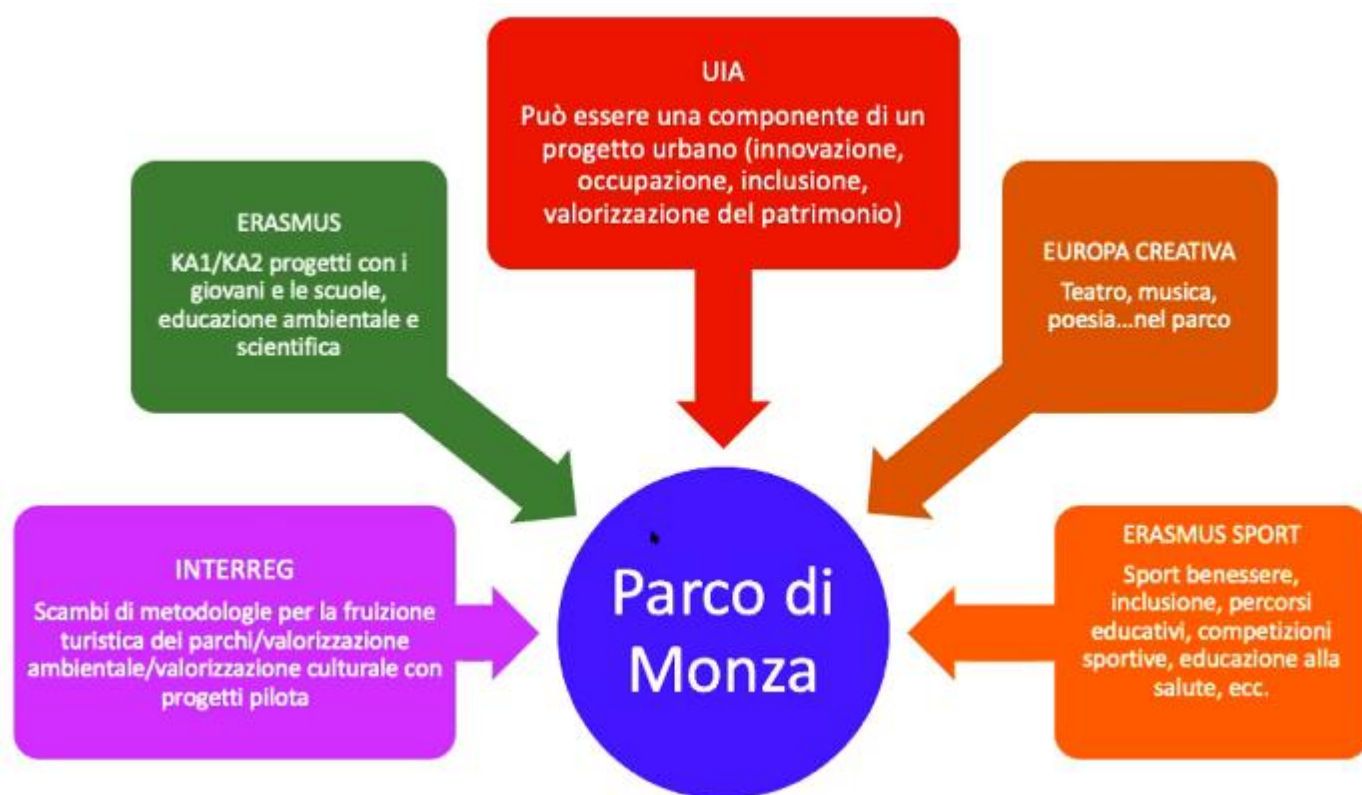 UIA
Può essere una componente di un
progetto urbano (innovazione,
occupazione, inclusione,
valorizzazione del patrimonio)
ERASMUS
KA1/KA2 progetti con i
giovani e le scuole,
educazione ambientale e
scientifica
EUROPA CREATIVA
Teatro, musica,
poesia...nel parco
INTERREG
Scambi di metodologie per la fruizione
turistica dei parchi/valorizzazione
ambientale/valorizzazione culturale con
progetti pilota
Parco di
Monza
ERASMUS SPORT
Sport benessere,
inclusione, percorsi
educativi, competizioni
sportive, educazione alla
salute, ecc.